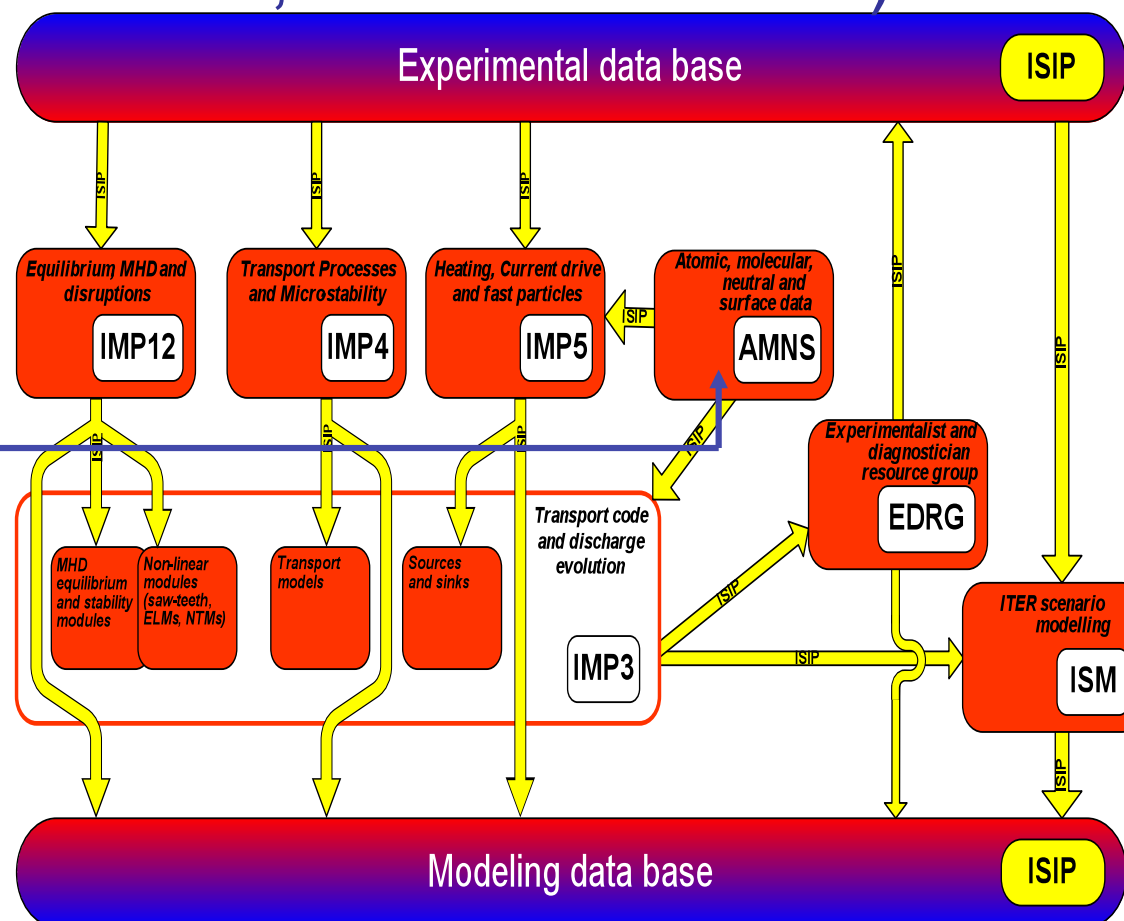 Experimental data base
ISIP
ISIP
ISIP
ISIP
ISIP
ISIP
Equilibrium, MHD and
disruptions
IMP12
Transport Processes
and Microstability
IMP4
Heating, Current drive
and fast particles
IMP5
ISIP
Atomic, molecular,
neutral and
surface data
AMNS
ISIP
ISIP
ISIP
ISIP
Experimentalist and
diagnostician
resource group
EDRG
Transport code
and discharge
evolution
IMP3
MHD
equilibrium
and stability
modules
Non-linear
modules
(saw-teeth,
ELMs, NTMs)
Transport
models
Sources
and sinks
ISIP
ISIP
ITER scenario
modelling
ISM
ISIP
Modeling data base
ISIP